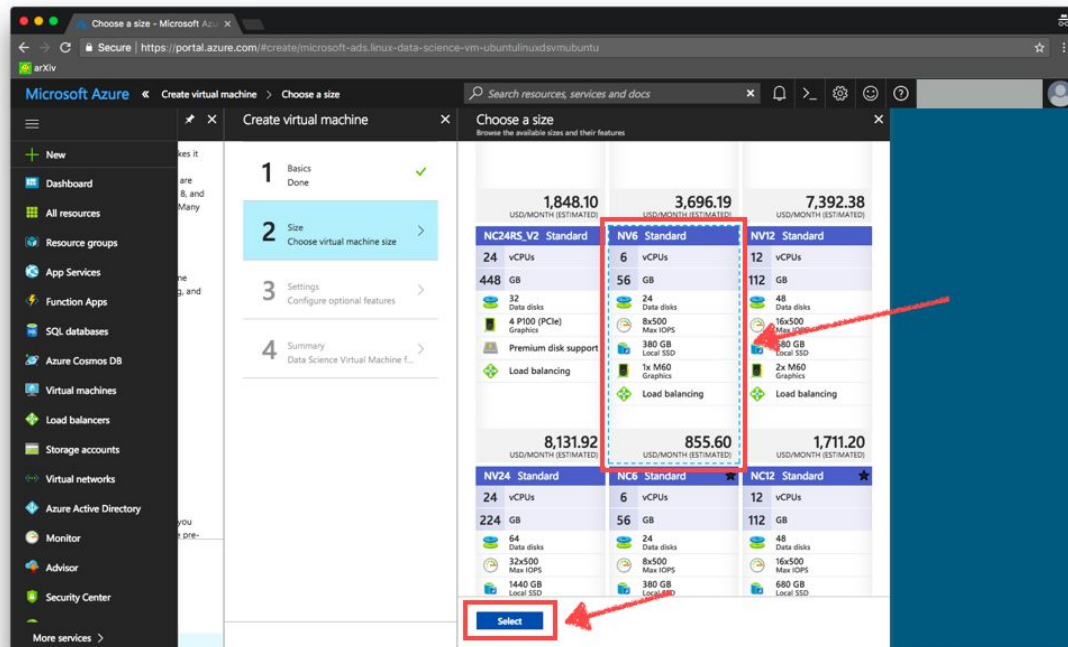 Choose a size - Microsoft Azu
Secure | https://portal.azure.com/#create/microsoft-ads.linux-data-science-vm-ubuntulinuxdsvmubuntu
arXiv
Microsoft Azure « Create virtual machine > Choose a size
Search resources, services and docs
New
Dashboard
All resources
Resource groups
App Services
Function Apps
SQL databases
Azure Cosmos DB
Virtual machines
Load balancers
Storage accounts
Virtual networks
Azure Active Directory
Monitor
Advisor
Security Center
More services >
kes it
are
8, and
Many
ne
g, and
you
e pre-
Create virtual machine
1 Basics
Done
2 Size
Choose virtual machine size
3 Settings
Configure optional features
4 Summary
Data Science Virtual Machine f...
Choose a size
Browse the available sizes and their features
1,848.10
USD/MONTH (ESTIMATED)
3,696.19
USD/MONTH (ESTIMATED)
7,392.38
USD/MONTH (ESTIMATED)
NC24RS_V2 Standard
24 vCPUs
448 GB
32
Data disks
4 P100 (PCIe)
Graphics
Premium disk support
Load balancing
8,131.92
USD/MONTH (ESTIMATED)
NV6 Standard
6 vCPUs
56 GB
24
Data disks
8x500
Max IOPS
380 GB
Local SSD
1x M60
Graphics
Load balancing
855.60
USD/MONTH (ESTIMATED)
NV12 Standard
12 vCPUs
112 GB
48
Data disks
16x500
Max IOPS
680 GB
Local SSD
2x M60
Graphics
Load balancing
1,711.20
USD/MONTH (ESTIMATED)
NV24 Standard
24 vCPUs
224 GB
64
Data disks
32x500
Max IOPS
1440 GB
Local SSD
NC6 Standard
6 vCPUs
56 GB
24
Data disks
8x500
Max IOPS
380 GB
Local SSD
NC12 Standard
12 vCPUs
112 GB
48
Data disks
16x500
Max IOPS
680 GB
Local SSD
Select